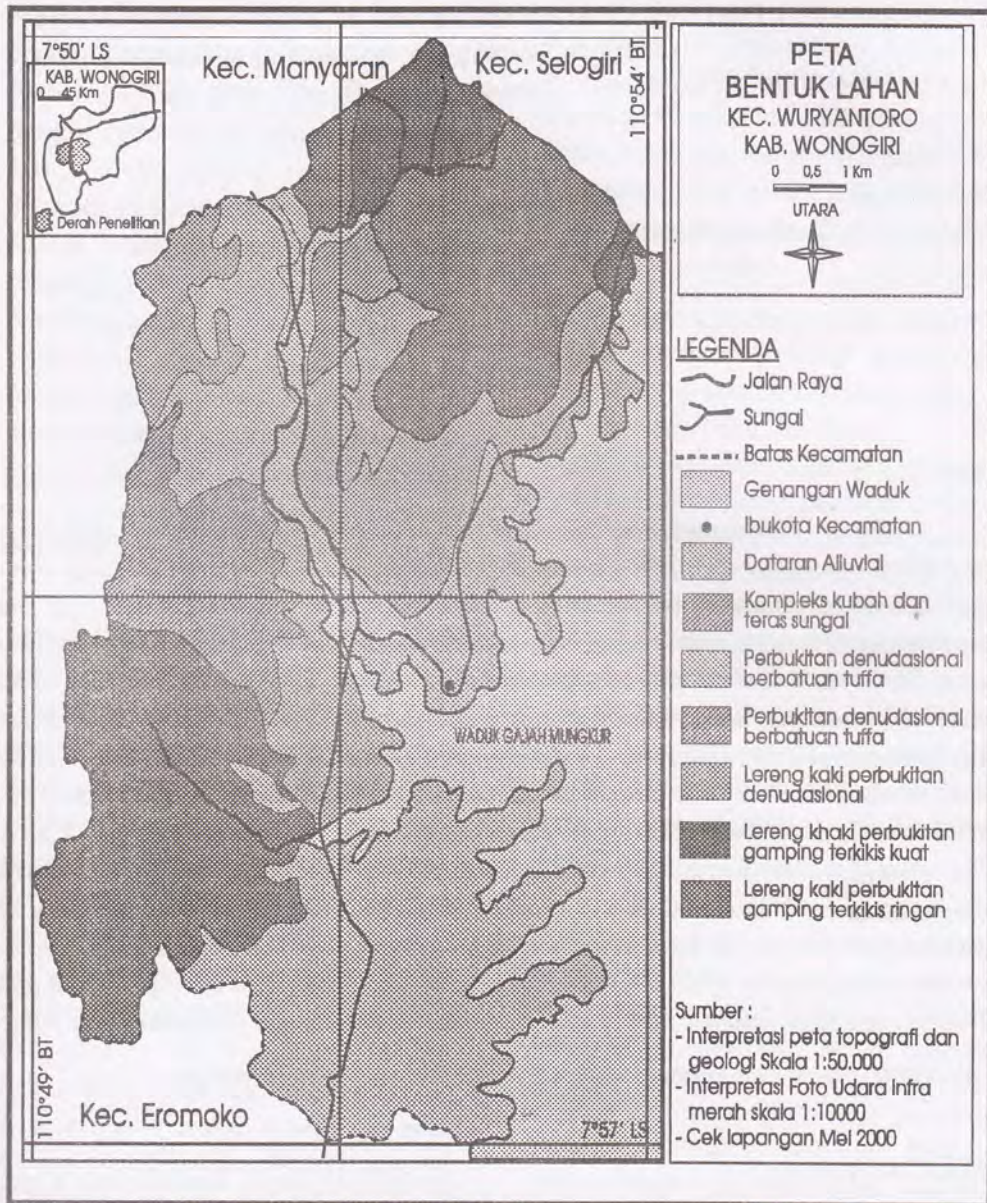 7°50' LS
KAB. WONOGIRI
0 45 Km
Derah Penelitian
Kec. Manyaran
Kec. Selogiri
110°54' BT
WADUK GAJAH MUNGKUR
110°49' BT
Kec. Eromoko
7°57' LS
PETA
BENTUK LAHAN
KEC. WURYANTORO
KAB. WONOGIRI
0 0,5 1 Km
UTARA
LEGENDA
Jalan Raya
Sungai
Batas Kecamatan
Genangan Waduk
Ibukota Kecamatan
Dataran Alluvial
Kompleks kubah dan
teras sungai
Perbukitan denudasional
berbatuan tuffa
Perbukitan denudasional
berbatuan tuffa
Lereng kaki perbukitan
denudasional
Lereng khaki perbukitan
gamping terkikis kuat
Lereng kaki perbukitan
gamping terkikis ringan
Sumber :
- Interpretasi peta topografi dan
geologi Skala 1:50.000
- Interpretasi Foto Udara infra
merah skala 1:10000
- Cek lapangan Mei 2000